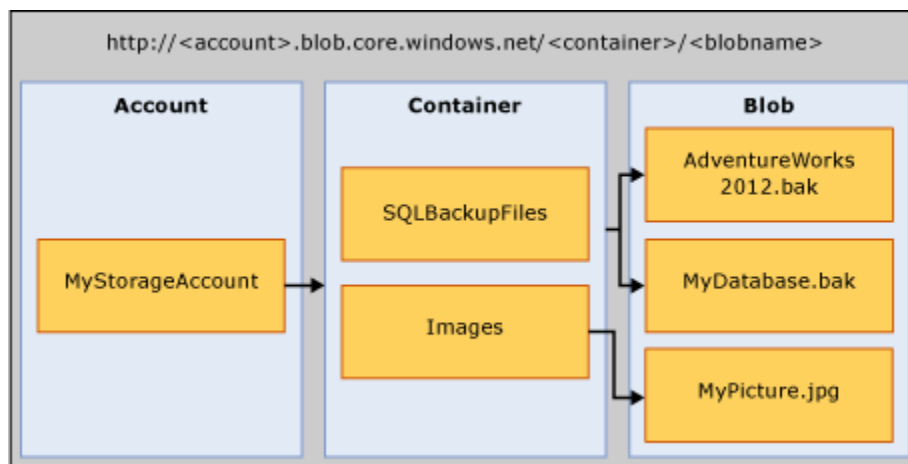 http://<account>.blob.core.windows.net/<container>/<blobname>
Account
Container
Blob
MyStorageAccount
SQLBackupFiles
Images
AdventureWorks
2012.bak
MyDatabase.bak
MyPicture.jpg